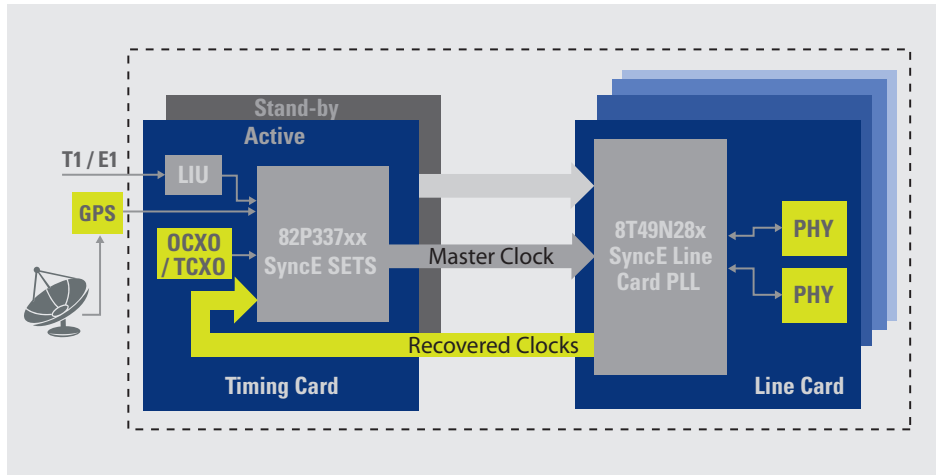 Stand-by
Active
T1 / E1
LIU
GPS
OCXO
/ TCXO
82P337xx
SyncE SETS
Master Clock
8T49N28x
SyncE Line
Card PLL
PHY
PHY
Recovered Clocks
Timing Card
Line Card